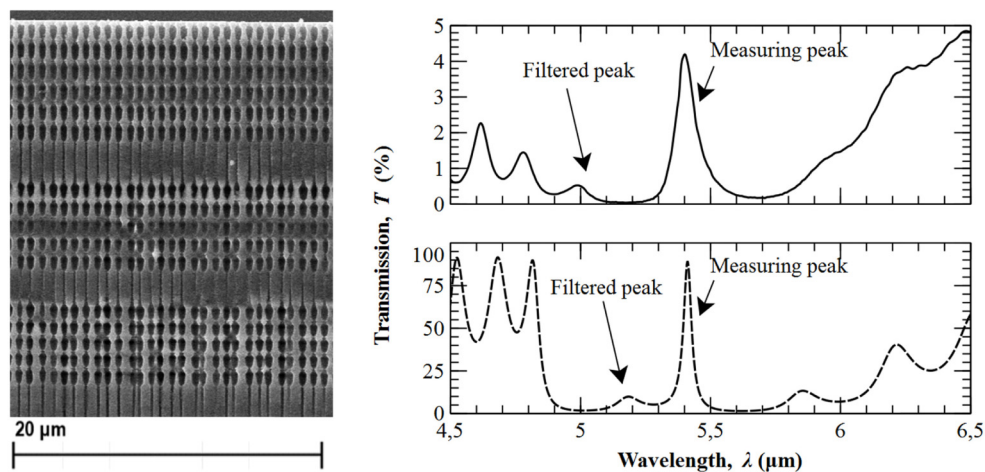 20 µm
5
4
3
2
1
0
Filtered peak
Measuring peak
100
75
50
25
0
Filtered peak
Measuring peak
Transmission, T (%)
4,5 5 5,5 6 6,5
Wavelength, λ (µm)